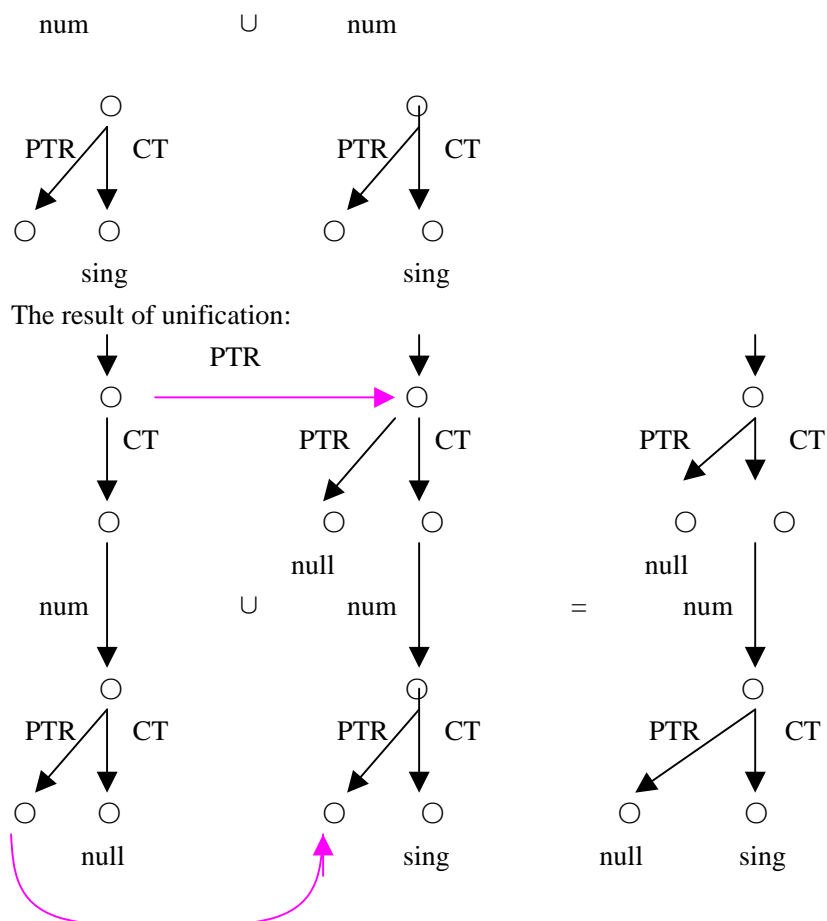 num ∪ num
PTR CT PTR CT
sing sing
The result of unification:
PTR
CT PTR CT PTR CT
null null
num ∪ num = num
PTR CT PTR CT PTR CT
null sing null sing